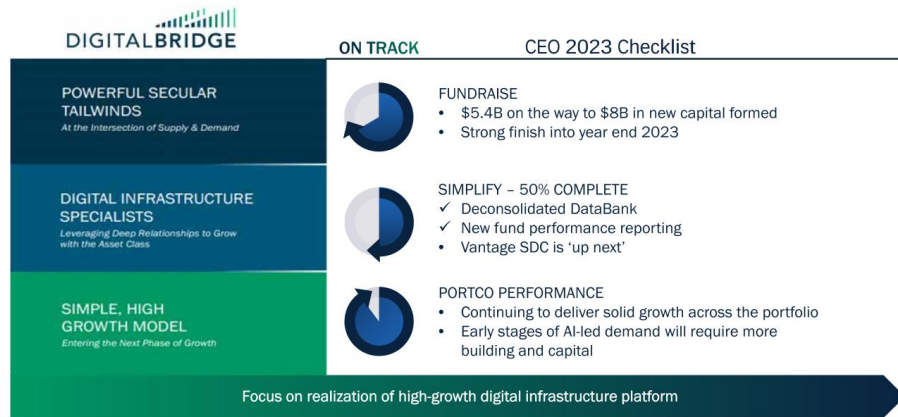 DIGITALBRIDGE
ON TRACK
CEO 2023 Checklist
POWERFUL SECULAR
TAILWINDS
At the Intersection of Supply & Demand
FUNDRAISE
• $5.4B on the way to $8B in new capital formed
• Strong finish into year end 2023
DIGITAL INFRASTRUCTURE
SPECIALISTS
Leveraging Deep Relationships to Grow
with the Asset Class
SIMPLIFY – 50% COMPLETE
✓ Deconsolidated DataBank
✓ New fund performance reporting
• Vantage SDC is ‘up next’
SIMPLE, HIGH
GROWTH MODEL
Entering the Next Phase of Growth
PORTCO PERFORMANCE
• Continuing to deliver solid growth across the portfolio
• Early stages of AI-led demand will require more
building and capital
Focus on realization of high-growth digital infrastructure platform